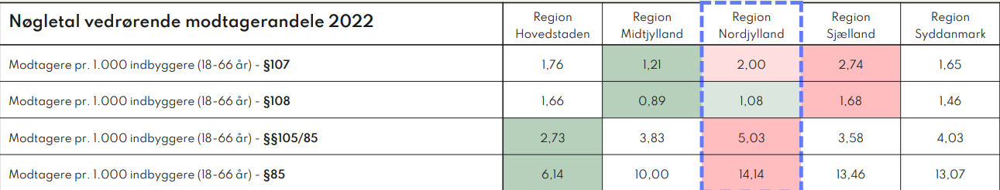 Nøgletal vedrørende modtagerandele 2022 Region Hovedstaden Region Midtjylland Region Nordjylland Region Sjælland Region Syddanmark
Modtagere pr. 1.000 indbyggere (18-66 år) - §107 1,76 1,21 2,00 2,74 1,65
Modtagere pr. 1.000 indbyggere (18-66 år) - §108 1,66 0,89 1,08 1,68 1,46
Modtagere pr. 1.000 indbyggere (18-66 år) - §§105/85 2,73 3,83 5,03 3,58 4,03
Modtagere pr. 1.000 indbyggere (18-66 år) - §85 6,14 10,00 14,14 13,46 13,07